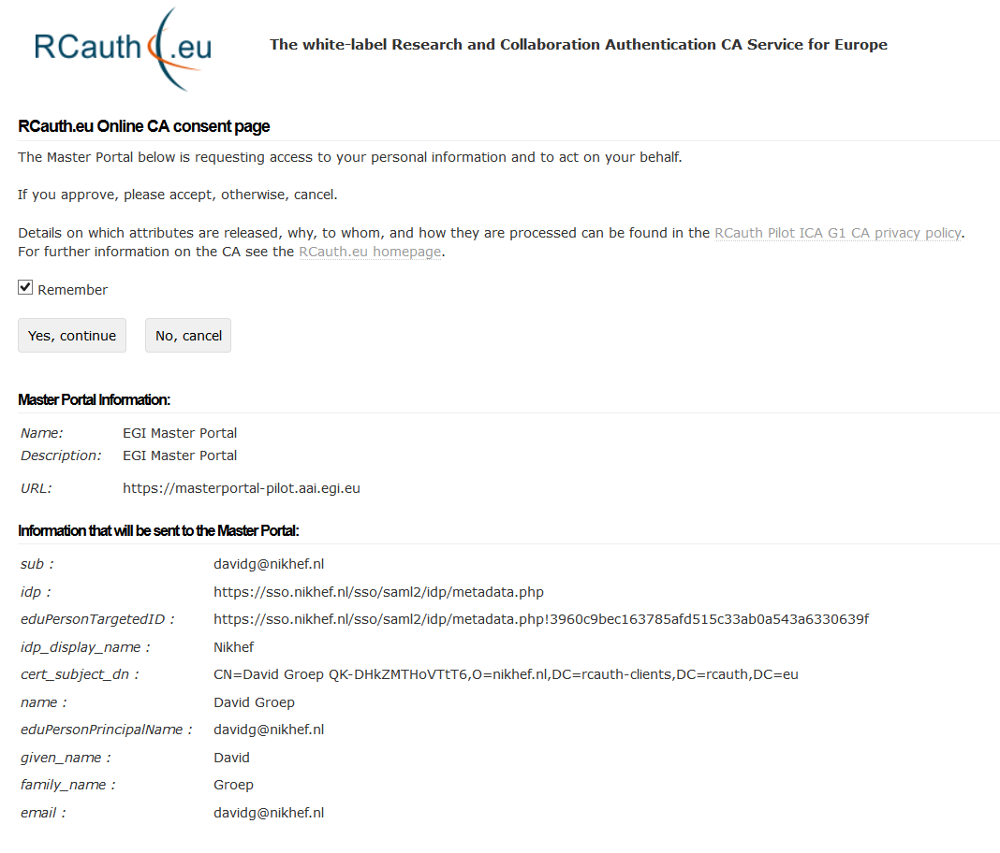 RCauth.eu
The white-label Research and Collaboration Authentication CA Service for Europe
RCauth.eu Online CA consent page
The Master Portal below is requesting access to your personal information and to act on your behalf.
If you approve, please accept, otherwise, cancel.
Details on which attributes are released, why, to whom, and how they are processed can be found in the RCauth Pilot ICA G1 CA privacy policy.
For further information on the CA see the RCauth.eu homepage.
Remember
Yes, continue No, cancel
Master Portal Information:
Name: EGI Master Portal
Description: EGI Master Portal
URL: https://masterportal-pilot.aai.egi.eu
Information that will be sent to the Master Portal:
sub : davidg@nikhef.nl
idp : https://sso.nikhef.nl/sso/saml2/idp/metadata.php
eduPersonTargetedID : https://sso.nikhef.nl/sso/saml2/idp/metadata.php!3960c9bec163785afd515c33ab0a543a6330639f
idp_display_name : Nikhef
cert_subject_dn : CN=David Groep QK-DHkZMTHoVTtT6,O=nikhef.nl,DC=rcauth-clients,DC=rcauth,DC=eu
name : David Groep
eduPersonPrincipalName : davidg@nikhef.nl
given_name : David
family_name : Groep
email : davidg@nikhef.nl